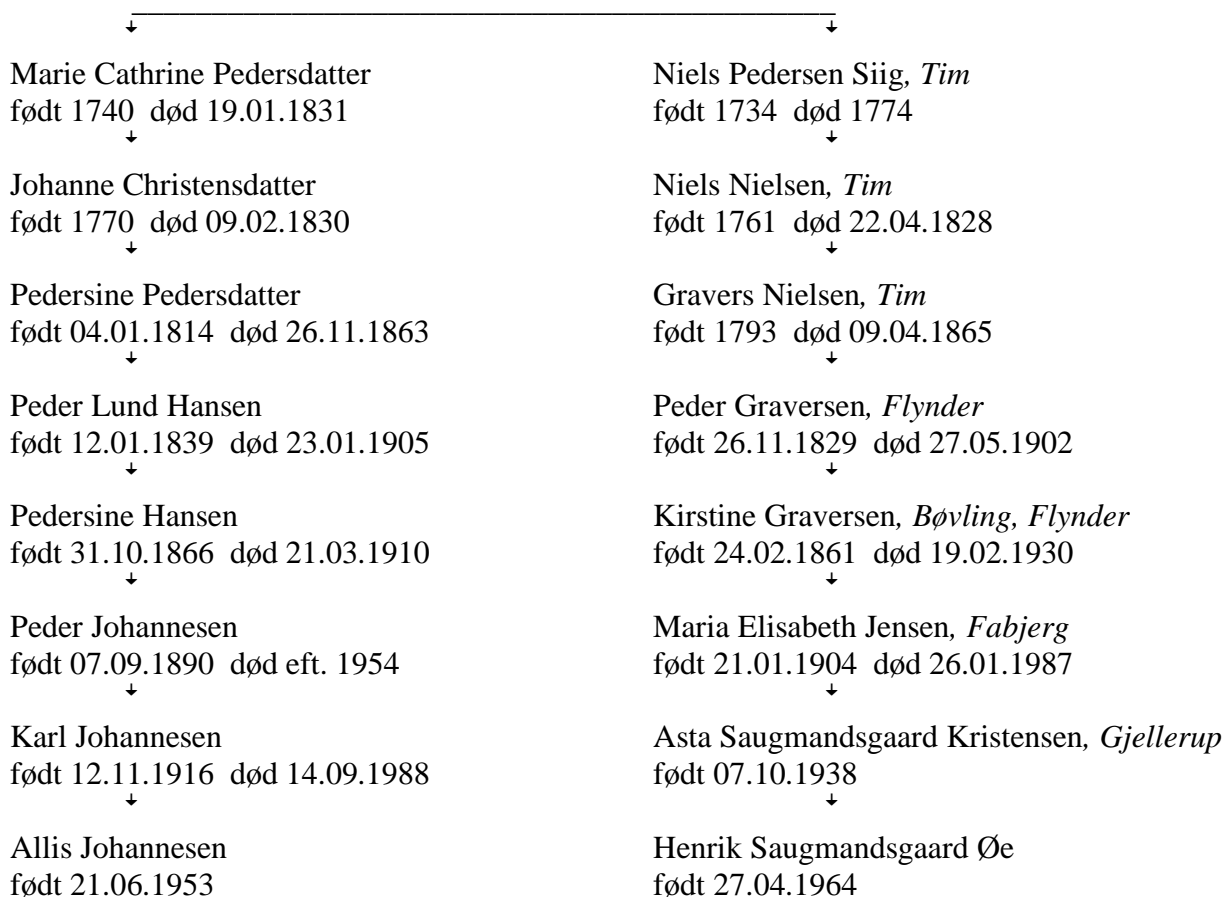 Marie Cathrine Pedersdatter
født 1740 død 19.01.1831
Niels Pedersen Siig, Tim
født 1734 død 1774
Johanne Christensdatter
født 1770 død 09.02.1830
Niels Nielsen, Tim
født 1761 død 22.04.1828
Pedersine Pedersdatter
født 04.01.1814 død 26.11.1863
Gravers Nielsen, Tim
født 1793 død 09.04.1865
Peder Lund Hansen
født 12.01.1839 død 23.01.1905
Peder Graversen, Flynder
født 26.11.1829 død 27.05.1902
Pedersine Hansen
født 31.10.1866 død 21.03.1910
Kirstine Graversen, Bøvling, Flynder
født 24.02.1861 død 19.02.1930
Peder Johannesen
født 07.09.1890 død eft. 1954
Maria Elisabeth Jensen, Fabjerg
født 21.01.1904 død 26.01.1987
Karl Johannesen
født 12.11.1916 død 14.09.1988
Asta Saugmandsgaard Kristensen, Gjellerup
født 07.10.1938
Allis Johannesen
født 21.06.1953
Henrik Saugmandsgaard Øe
født 27.04.1964